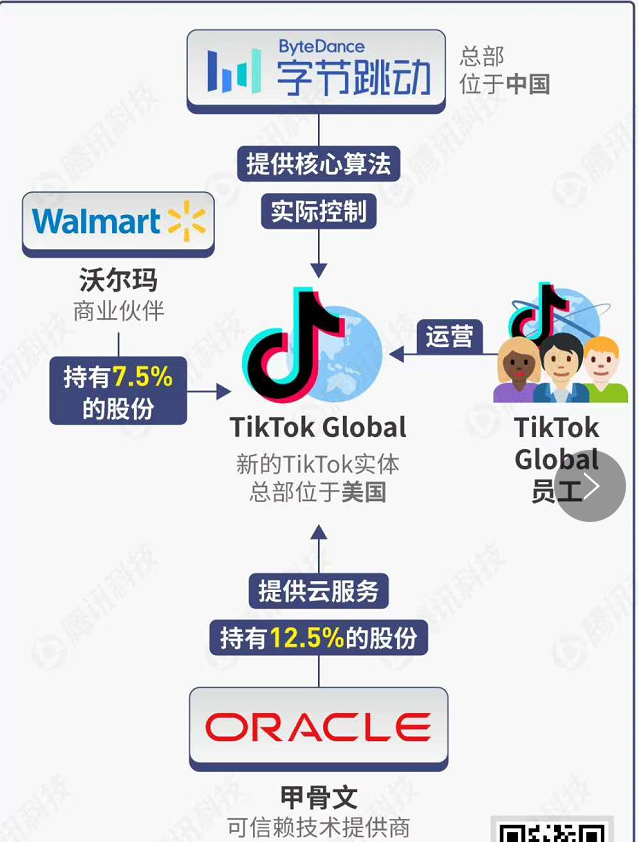 ByteDance
字节跳动
总部
位于中国
提供核心算法
实际控制
Walmart
沃尔玛
商业伙伴
持有7.5%
的股份
运营
TikTok Global
新的TikTok实体
总部位于美国
TikTok
Global
员工
提供云服务
持有12.5%的股份
ORACLE
甲骨文
可信赖技术提供商
腾讯科技